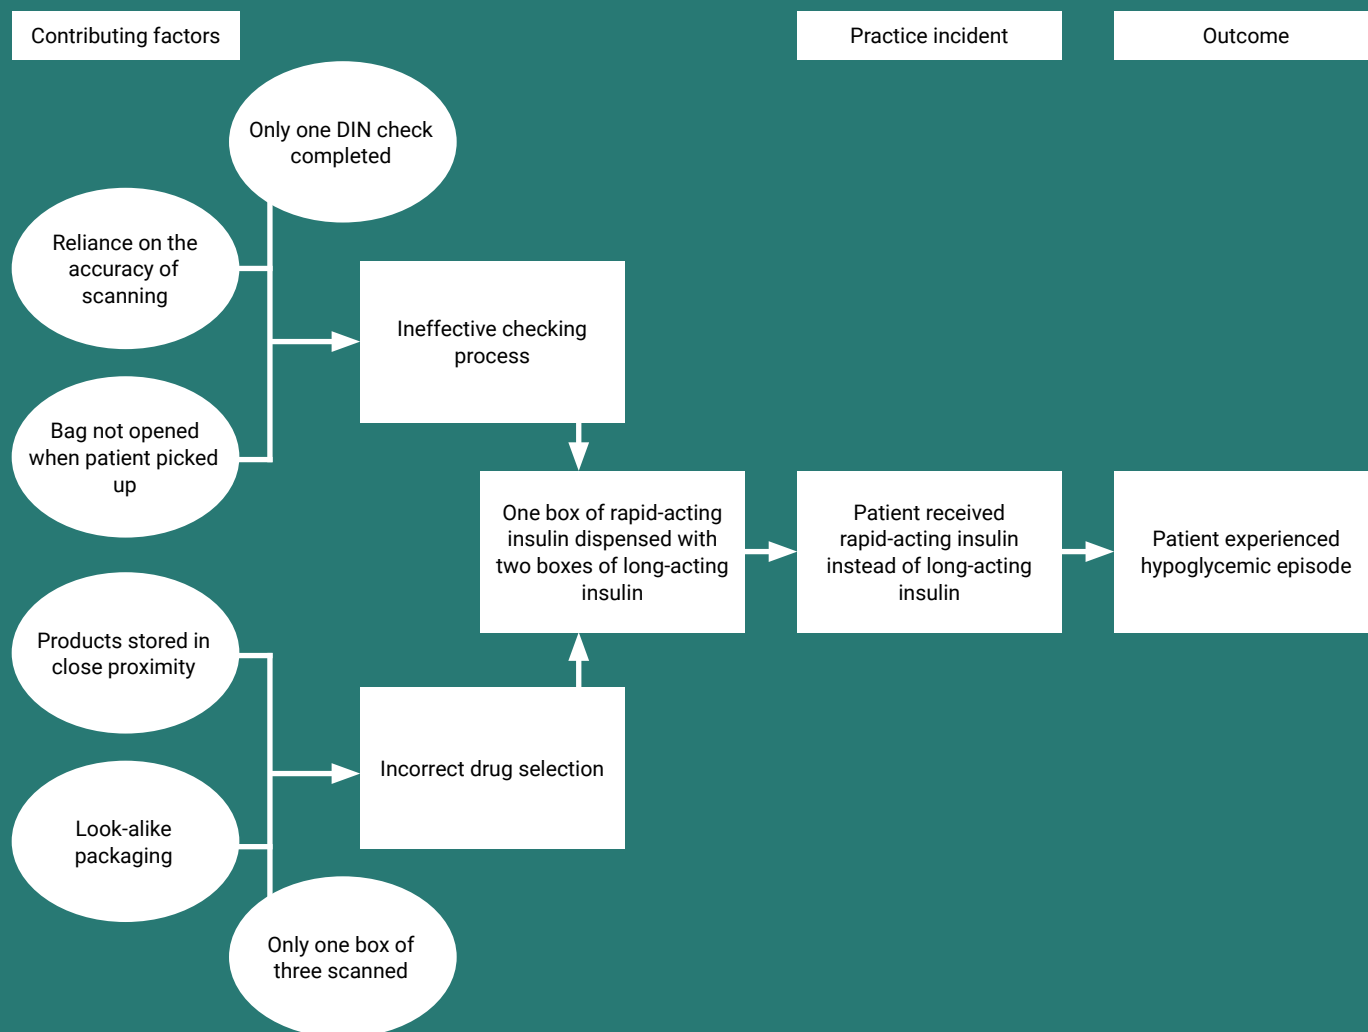 Contributing factors
Practice incident
Outcome
Only one DIN check
completed
Reliance on the
accuracy of
scanning
Ineffective checking
process
Bag not opened
when patient picked
up
One box of rapid-acting
insulin dispensed with
two boxes of long-acting
insulin
Patient received
rapid-acting insulin
instead of long-acting
insulin
Patient experienced
hypoglycemic episode
Products stored in
close proximity
Incorrect drug selection
Look-alike
packaging
Only one box of
three scanned